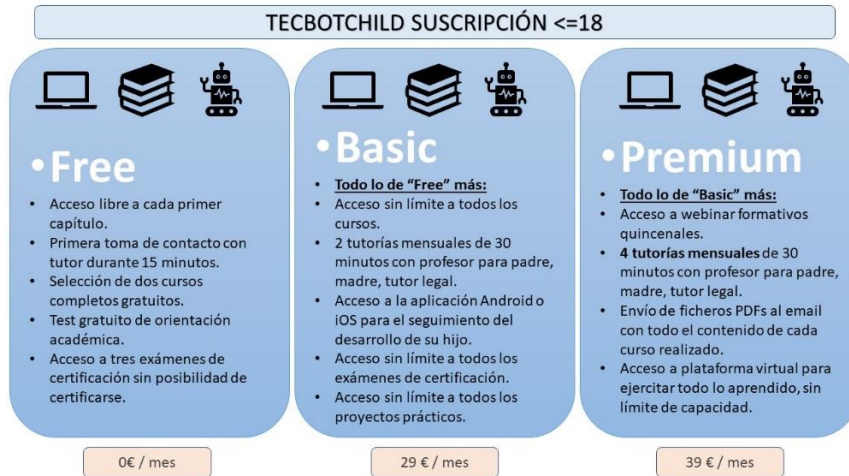 TECBOTCHILD SUSCRIPCIÓN <=18
•Free
• Acceso libre a cada primer
capítulo.
• Primera toma de contacto con
tutor durante 15 minutos.
• Selección de dos cursos
completos gratuitos.
• Test gratuito de orientación
académica.
• Acceso a tres exámenes de
certificación sin posibilidad de
certificarse.
0€ / mes
•Basic
• Todo lo de “Free” más:
• Acceso sin límite a todos los
cursos.
• 2 tutorías mensuales de 30
minutos con profesor para padre,
madre, tutor legal.
• Acceso a la aplicación Android o
iOS para el seguimiento del
desarrollo de su hijo.
• Acceso sin límite a todos los
exámenes de certificación.
• Acceso sin límite a todos los
proyectos prácticos.
29 € / mes
•Premium
• Todo lo de “Basic” más:
• Acceso a webinar formativos
quincenales.
• 4 tutorías mensuales de 30
minutos con profesor para padre,
madre, tutor legal.
• Envío de ficheros PDFs al email
con todo el contenido de cada
curso realizado.
• Acceso a plataforma virtual para
ejercitar todo lo aprendido, sin
límite de capacidad.
39 € / mes